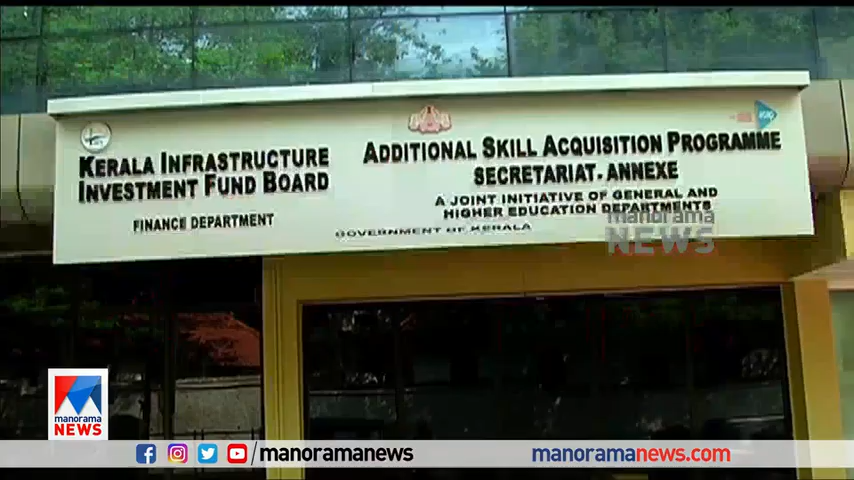 KERALA INFRASTRUCTURE
INVESTMENT FUND BOARD
FINANCE DEPARTMENT
ADDITIONAL SKILL ACQUISITION PROGRAMME
SECRETARIAT. ANNEXE
A JOINT INITIATIVE OF GENERAL AND
HIGHER EDUCATION DEPARTMENTS
GOVERNMENT OF KERALA
manorama
NEWS
manorama
NEWS
manoramanews
manoramanews.com